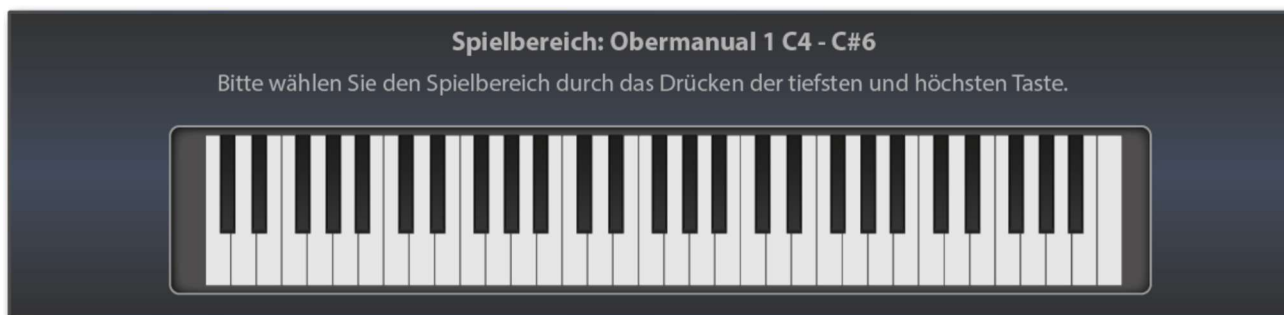 Spielbereich: Obermanual 1 C4 - C#6
Bitte wählen Sie den Spielbereich durch das Drücken der tiefsten und höchsten Taste.